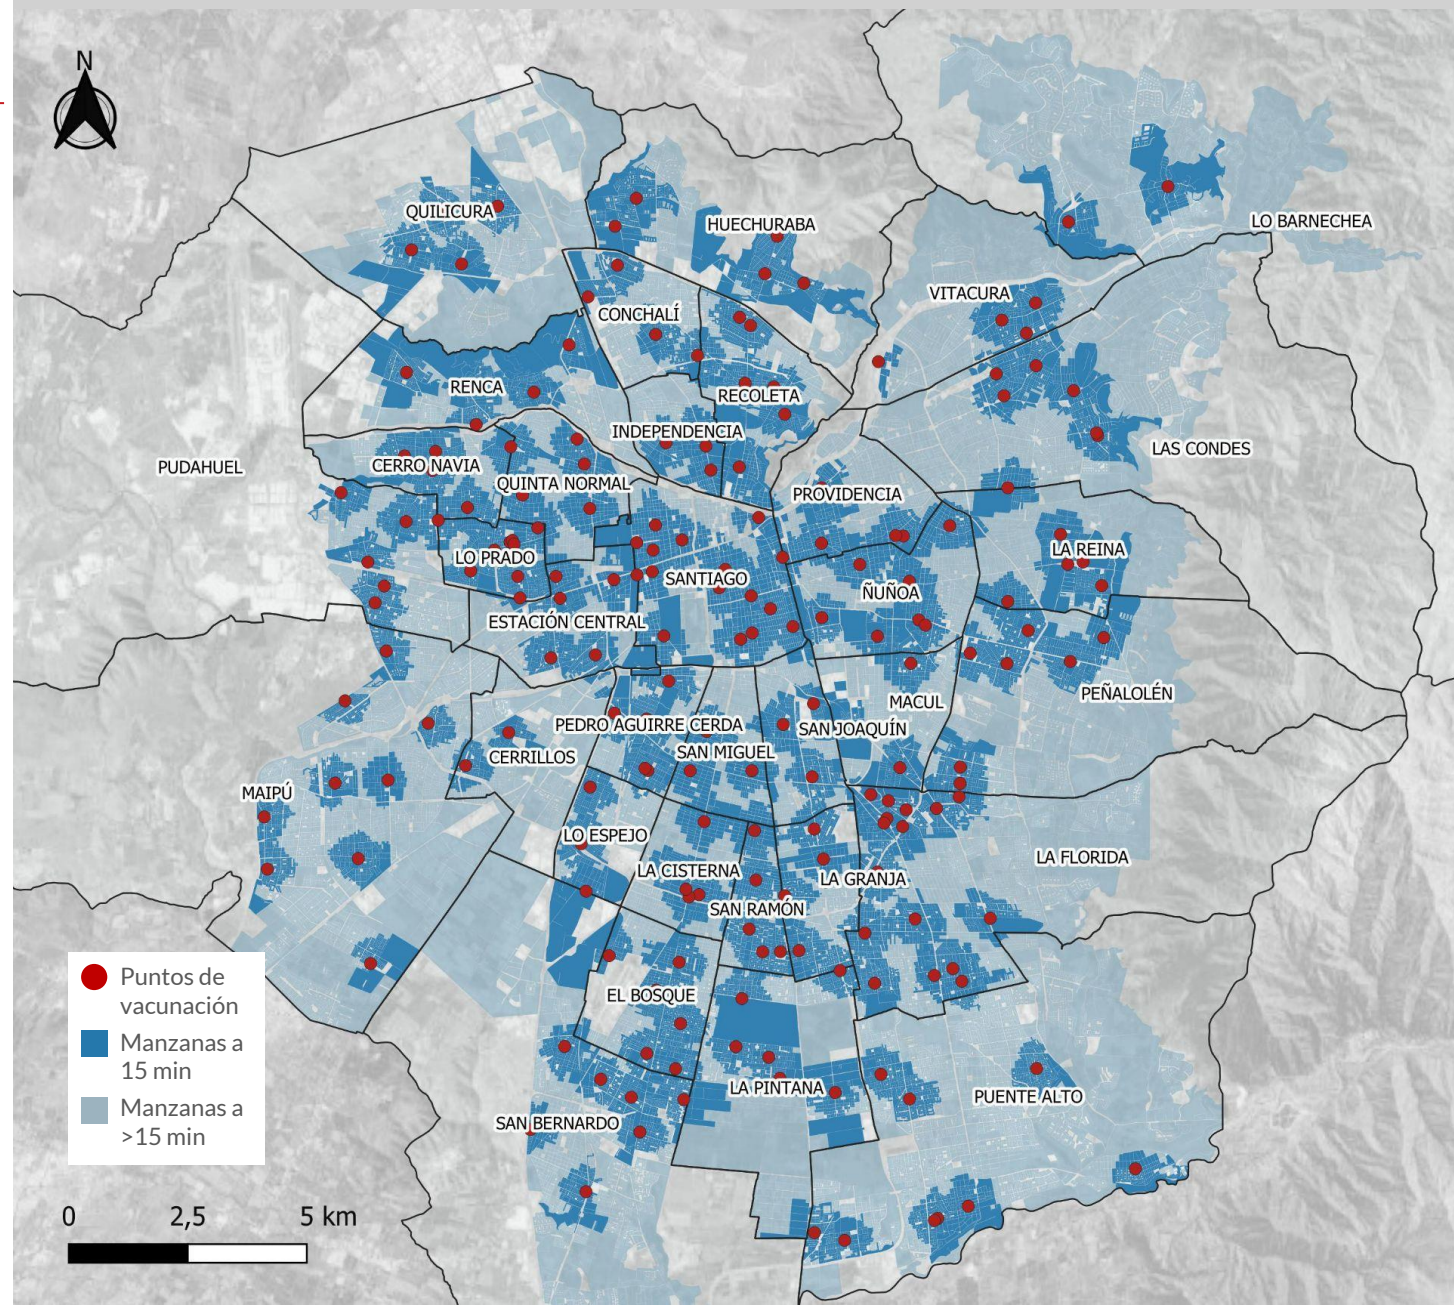 N
QUILICURA
HUECHURABA
LO BARNECHEA
VITACURA
CONCHALÍ
RENCA
RECOLETA
INDEPENDENCIA
LAS CONDES
PUDAHUEL
CERRO NAVIA
QUINTA NORMAL
PROVIDENCIA
LO PRADO
LA REINA
SANTIAGO
ÑUÑOA
ESTACIÓN CENTRAL
PEÑALOLÉN
MACUL
PEDRO AGUIRRE CERDA
SAN JOAQUÍN
SAN MIGUEL
CERRILLOS
MAIPÚ
LO ESPEJO
LA FLORIDA
LA CISTERNA
LA GRANJA
SAN RAMÓN
Puntos de
vacunación
Manzanas a
15 min
Manzanas a
>15 min
EL BOSQUE
LA PINTANA
PUENTE ALTO
SAN BERNARDO
0 2,5 5 km